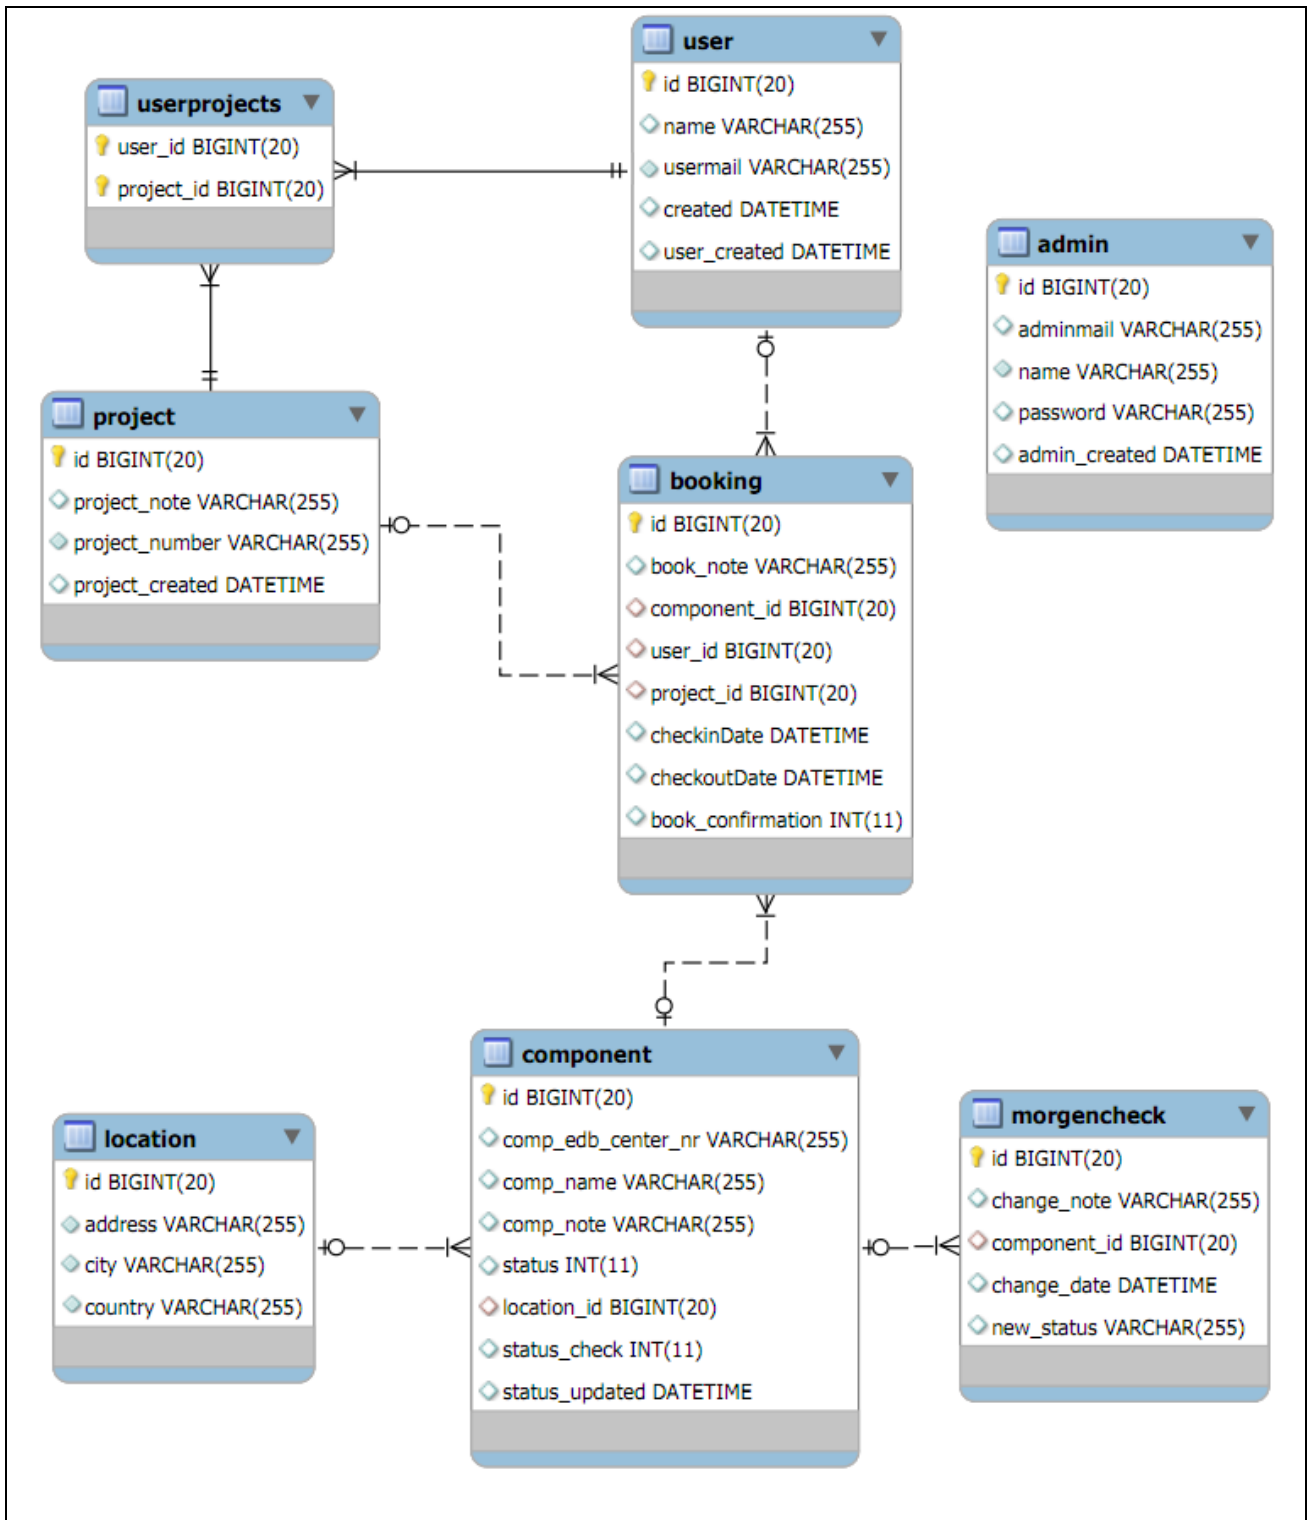 user
id BIGINT(20)
name VARCHAR(255)
usermail VARCHAR(255)
created DATETIME
user_created DATETIME
userprojects
user_id BIGINT(20)
project_id BIGINT(20)
admin
id BIGINT(20)
adminmail VARCHAR(255)
name VARCHAR(255)
password VARCHAR(255)
admin_created DATETIME
project
id BIGINT(20)
project_note VARCHAR(255)
project_number VARCHAR(255)
project_created DATETIME
booking
id BIGINT(20)
book_note VARCHAR(255)
component_id BIGINT(20)
user_id BIGINT(20)
project_id BIGINT(20)
checkinDate DATETIME
checkoutDate DATETIME
book_confirmation INT(11)
component
id BIGINT(20)
comp_edb_center_nr VARCHAR(255)
comp_name VARCHAR(255)
comp_note VARCHAR(255)
status INT(11)
location_id BIGINT(20)
status_check INT(11)
status_updated DATETIME
location
id BIGINT(20)
address VARCHAR(255)
city VARCHAR(255)
country VARCHAR(255)
morgencheck
id BIGINT(20)
change_note VARCHAR(255)
component_id BIGINT(20)
change_date DATETIME
new_status VARCHAR(255)